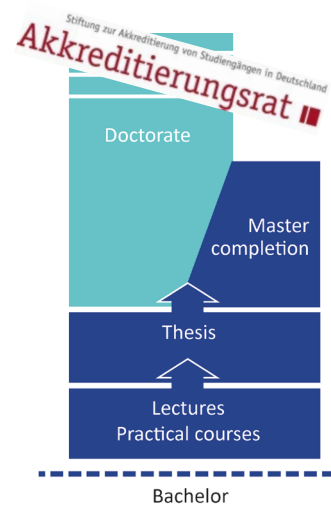 Stiftung zur Akkreditierung von Studiengängen in Deutschland
Akkreditierungsrat
Doctorate
Master
completion
Thesis
Lectures
Practical courses
Bachelor